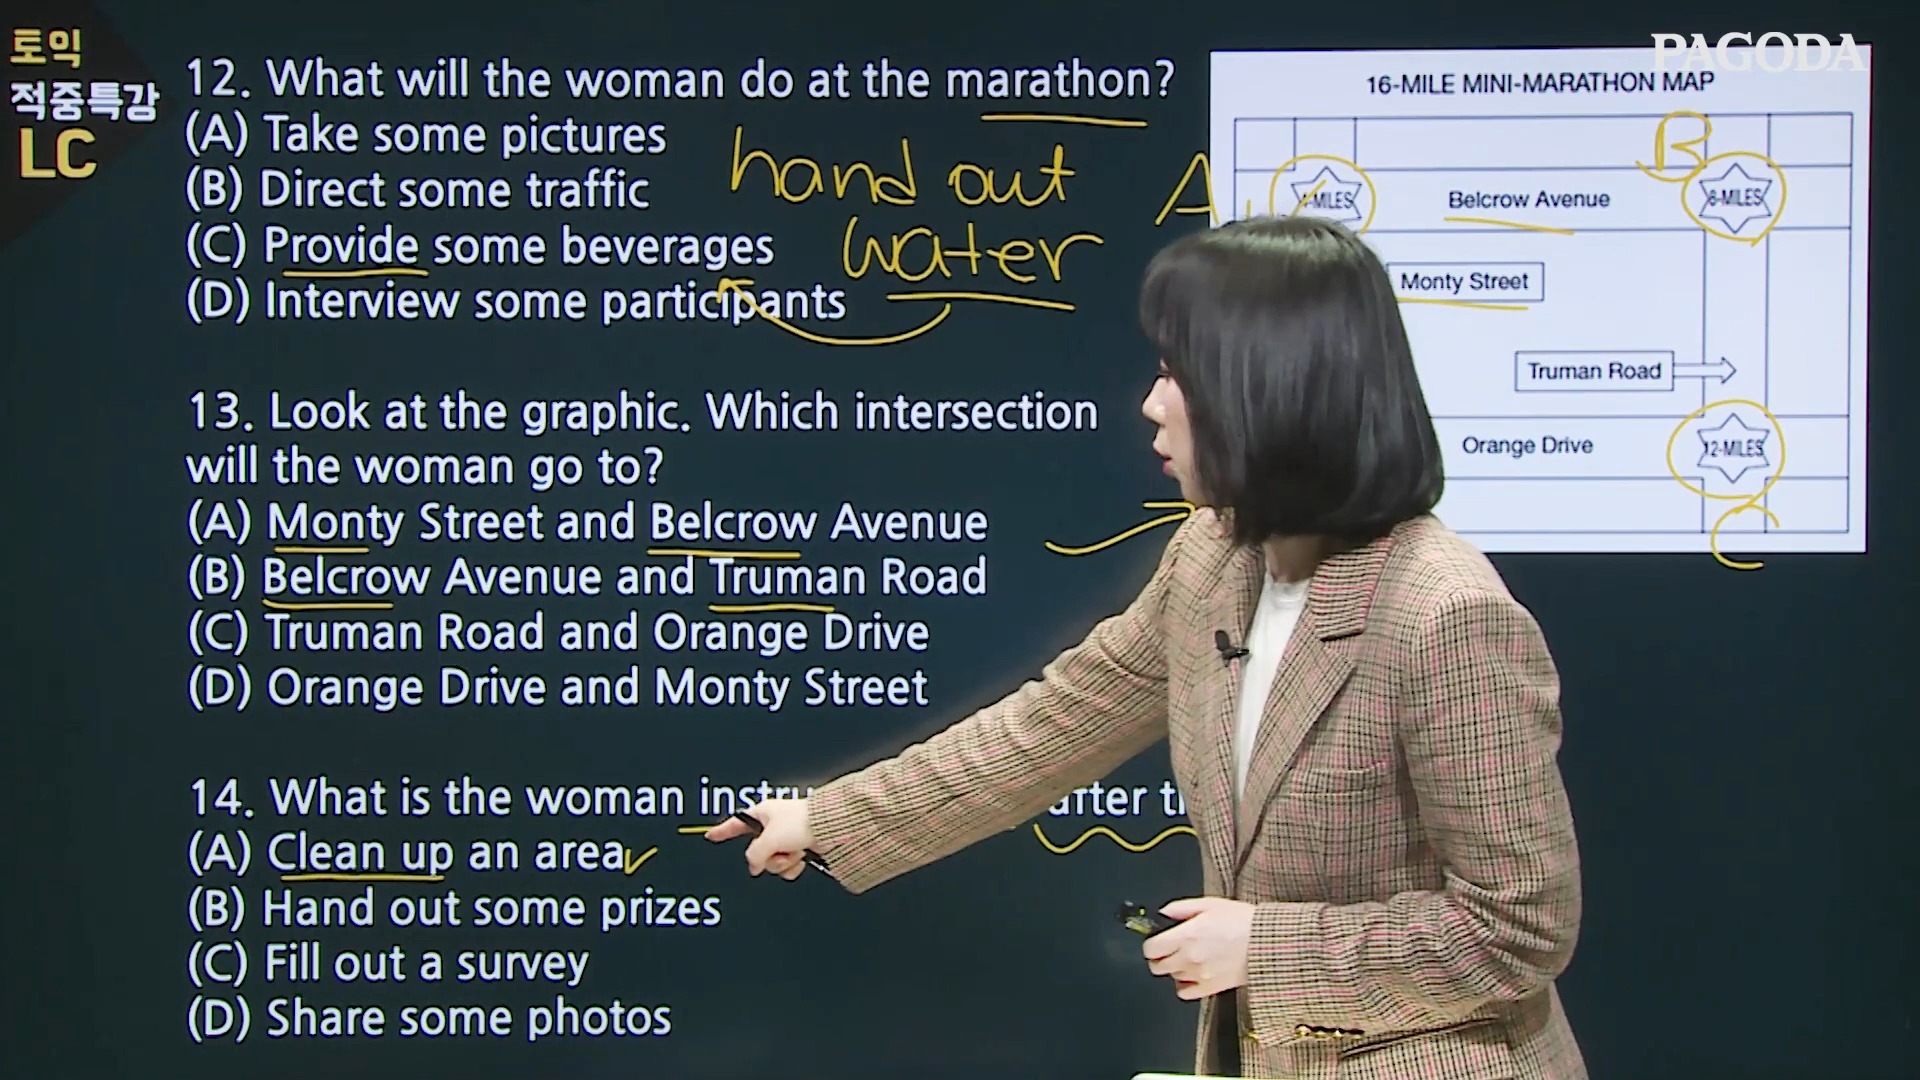 토익
적중특강
LC
PAGODA
12. What will the woman do at the marathon?
(A) Take some pictures
(B) Direct some traffic
(C) Provide some beverages
(D) Interview some participants
hand out
water
13. Look at the graphic. Which intersection
will the woman go to?
(A) Monty Street and Belcrow Avenue
(B) Belcrow Avenue and Truman Road
(C) Truman Road and Orange Drive
(D) Orange Drive and Monty Street
14. What is the woman after
(A) Clean up an area
(B) Hand out some prizes
(C) Fill out a survey
(D) Share some photos
16-MILE MINI-MARATHON MAP
A
B
Belcrow Avenue
Monty Street
Truman Road
Orange Drive
12-MILES
C